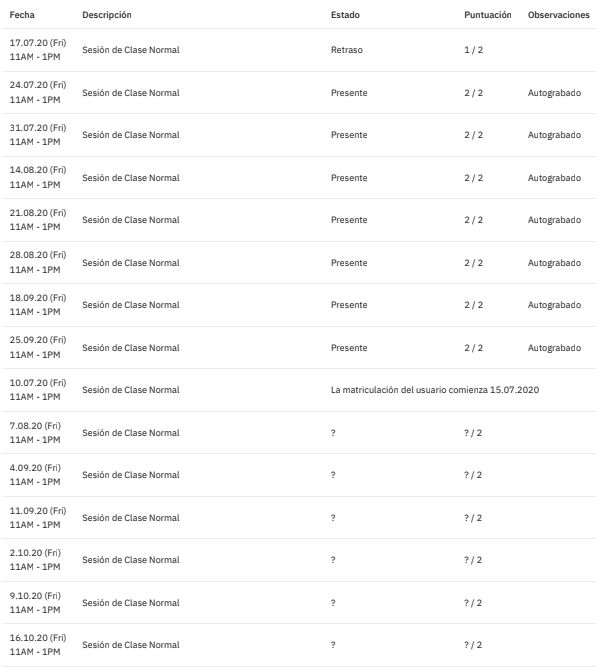 Fecha Descripción Estado Puntuación Observaciones
17.07.20 (Fri)
11AM - 1PM Sesión de Clase Normal Retraso 1 / 2
24.07.20 (Fri)
11AM - 1PM Sesión de Clase Normal Presente 2 / 2 Autograbado
31.07.20 (Fri)
11AM - 1PM Sesión de Clase Normal Presente 2 / 2 Autograbado
14.08.20 (Fri)
11AM - 1PM Sesión de Clase Normal Presente 2 / 2 Autograbado
21.08.20 (Fri)
11AM - 1PM Sesión de Clase Normal Presente 2 / 2 Autograbado
28.08.20 (Fri)
11AM - 1PM Sesión de Clase Normal Presente 2 / 2 Autograbado
18.09.20 (Fri)
11AM - 1PM Sesión de Clase Normal Presente 2 / 2 Autograbado
25.09.20 (Fri)
11AM - 1PM Sesión de Clase Normal Presente 2 / 2 Autograbado
10.07.20 (Fri)
11AM - 1PM Sesión de Clase Normal La matriculación del usuario comienza 15.07.2020
7.08.20 (Fri)
11AM - 1PM Sesión de Clase Normal ? ? / 2
4.09.20 (Fri)
11AM - 1PM Sesión de Clase Normal ? ? / 2
11.09.20 (Fri)
11AM - 1PM Sesión de Clase Normal ? ? / 2
2.10.20 (Fri)
11AM - 1PM Sesión de Clase Normal ? ? / 2
9.10.20 (Fri)
11AM - 1PM Sesión de Clase Normal ? ? / 2
16.10.20 (Fri)
11AM - 1PM Sesión de Clase Normal ? ? / 2